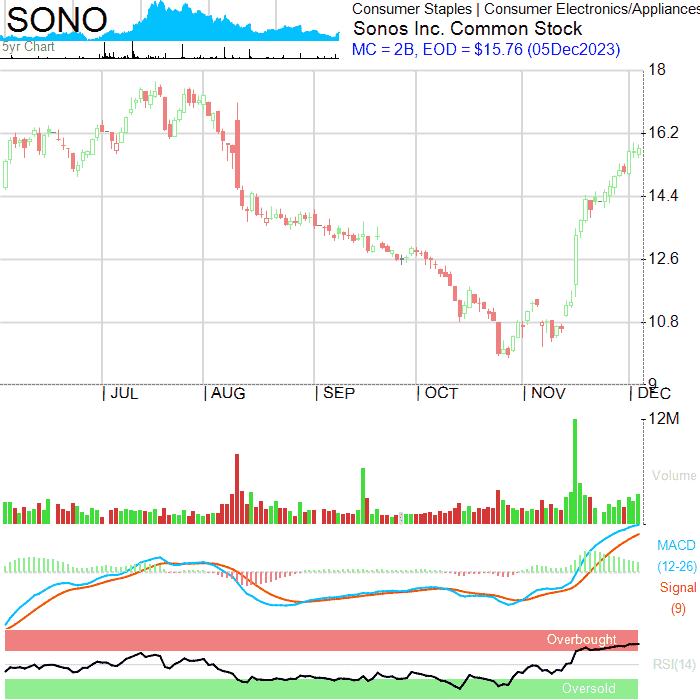 SONO
5yr Chart
Consumer Staples | Consumer Electronics/Appliances
Sonos Inc. Common Stock
MC = 2B, EOD = $15.76 (05Dec2023)
18
16.2
14.4
12.6
10.8
9
| JUL | AUG | SEP | OCT | NOV | DEC
12M
Volume
MACD
(12-26)
Signal
(9)
Overbought
RSI(14)
Oversold